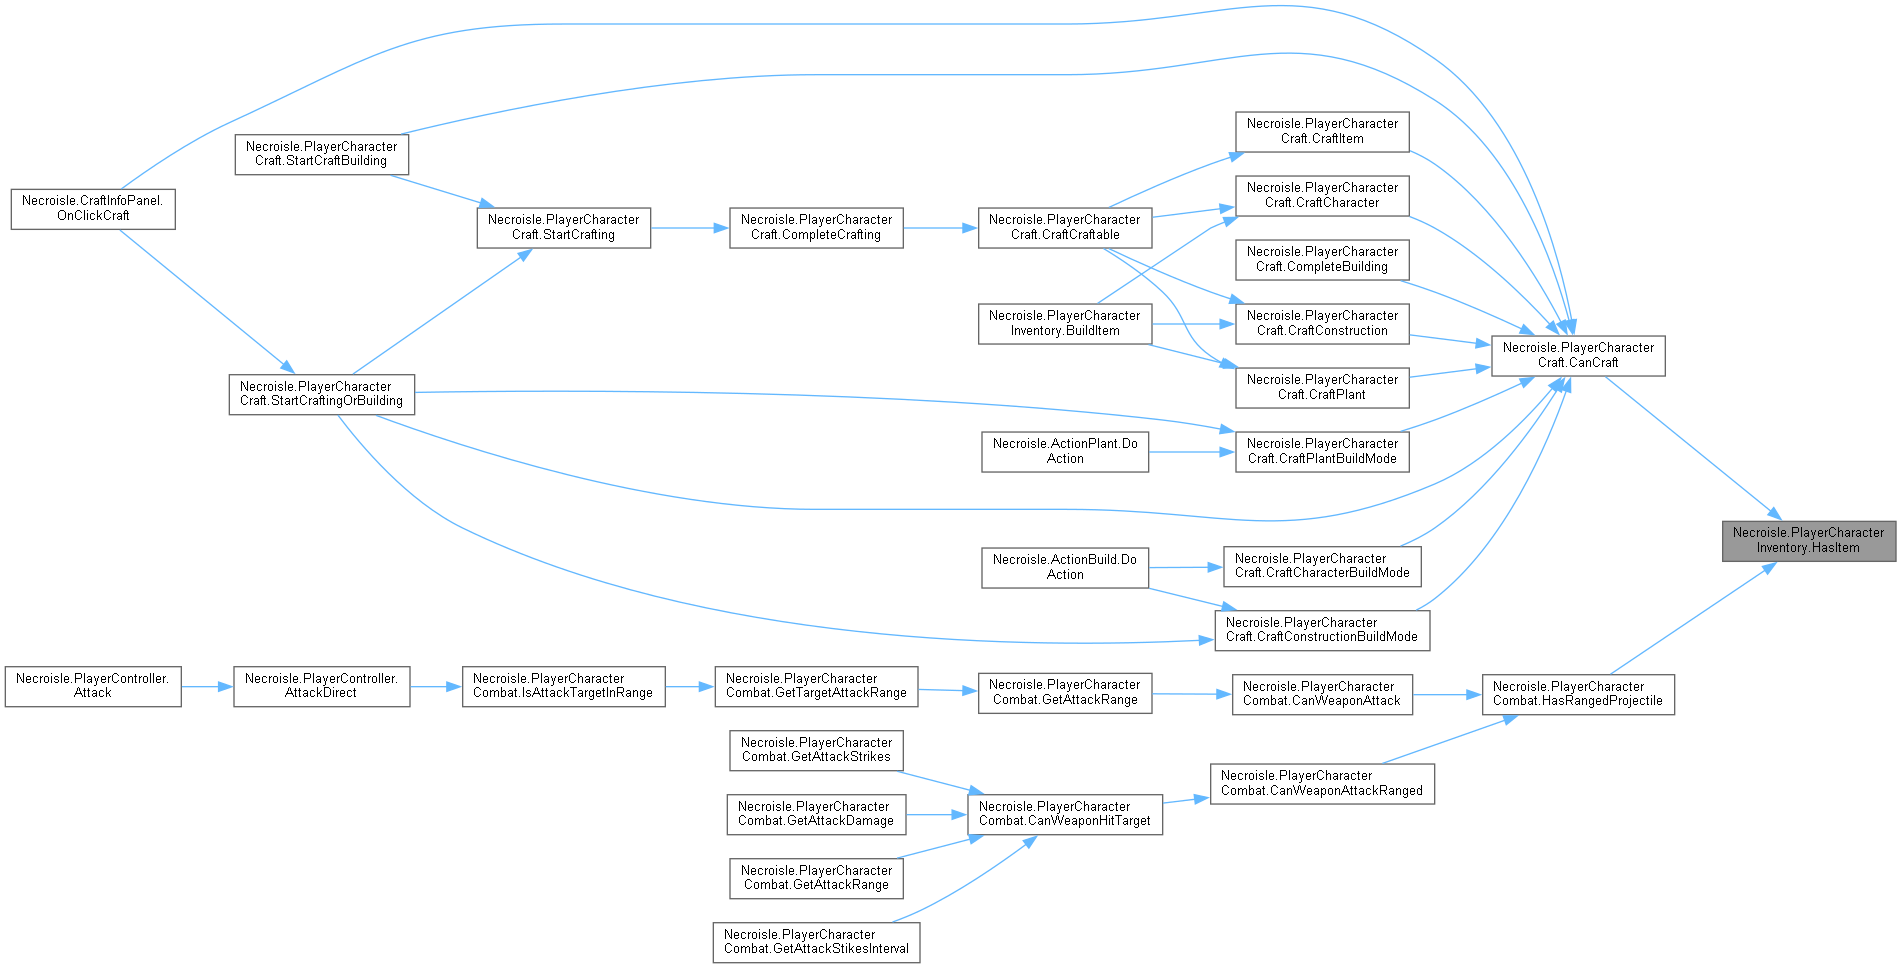 Necroisle.PlayerCharacter
Craft.CraftItem
Necroisle.PlayerCharacter
Craft.StartCraftBuilding
Necroisle.PlayerCharacter
Craft.CraftCharacter
Necroisle.CraftInfoPanel.
OnClickCraft
Necroisle.PlayerCharacter
Craft.StartCrafting
Necroisle.PlayerCharacter
Craft.CompleteCrafting
Necroisle.PlayerCharacter
Craft.CraftCraftable
Necroisle.PlayerCharacter
Craft.CompleteBuilding
Necroisle.PlayerCharacter
Inventory.BuildItem
Necroisle.PlayerCharacter
Craft.CraftConstruction
Necroisle.PlayerCharacter
Craft.CanCraft
Necroisle.PlayerCharacter
Craft.StartCraftingOrBuilding
Necroisle.PlayerCharacter
Craft.CraftPlant
Necroisle.ActionPlant.Do
Action
Necroisle.PlayerCharacter
Craft.CraftPlantBuildMode
Necroisle.PlayerCharacter
Inventory.HasItem
Necroisle.ActionBuild.Do
Action
Necroisle.PlayerCharacter
Craft.CraftCharacterBuildMode
Necroisle.PlayerCharacter
Craft.CraftConstructionBuildMode
Necroisle.PlayerController.
Attack
Necroisle.PlayerController.
AttackDirect
Necroisle.PlayerCharacter
Combat.IsAttackTargetInRange
Necroisle.PlayerCharacter
Combat.GetTargetAttackRange
Necroisle.PlayerCharacter
Combat.GetAttackRange
Necroisle.PlayerCharacter
Combat.CanWeaponAttack
Necroisle.PlayerCharacter
Combat.HasRangedProjectile
Necroisle.PlayerCharacter
Combat.GetAttackStrikes
Necroisle.PlayerCharacter
Combat.CanWeaponAttackRanged
Necroisle.PlayerCharacter
Combat.GetAttackDamage
Necroisle.PlayerCharacter
Combat.CanWeaponHitTarget
Necroisle.PlayerCharacter
Combat.GetAttackRange
Necroisle.PlayerCharacter
Combat.GetAttackStikesInterval